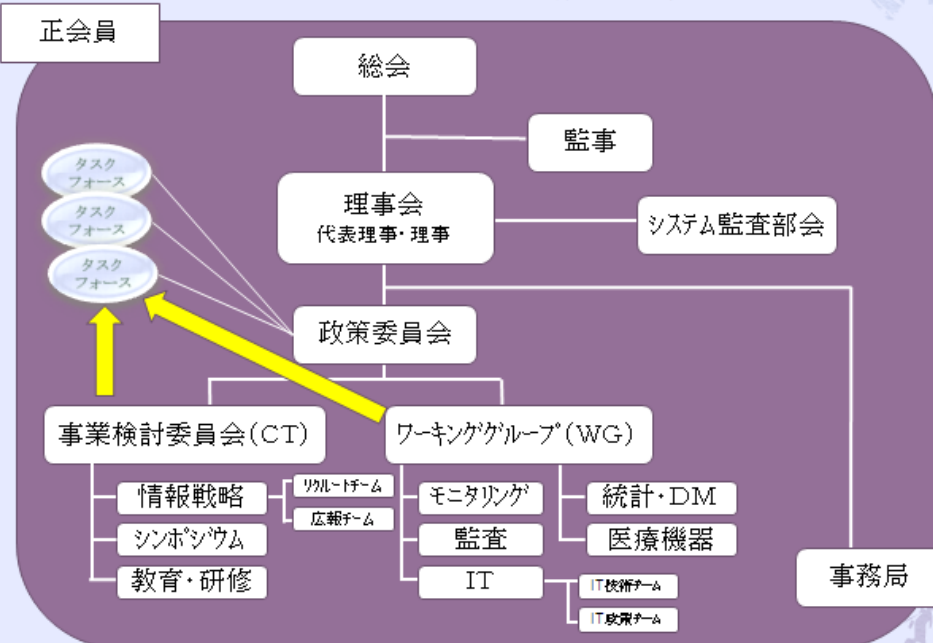 正会員
総会
監事
タスク
フォース
タスク
フォース
タスク
フォース
理事会
代表理事・理事
システム監査部会
政策委員会
事業検討委員会(CT)
ワーキンググループ(WG)
情報戦略
リクルートチーム
広報チーム
シンポジウム
教育・研修
モニタリング
監査
IT
IT技術チーム
IT政策チーム
統計・DM
医療機器
事務局